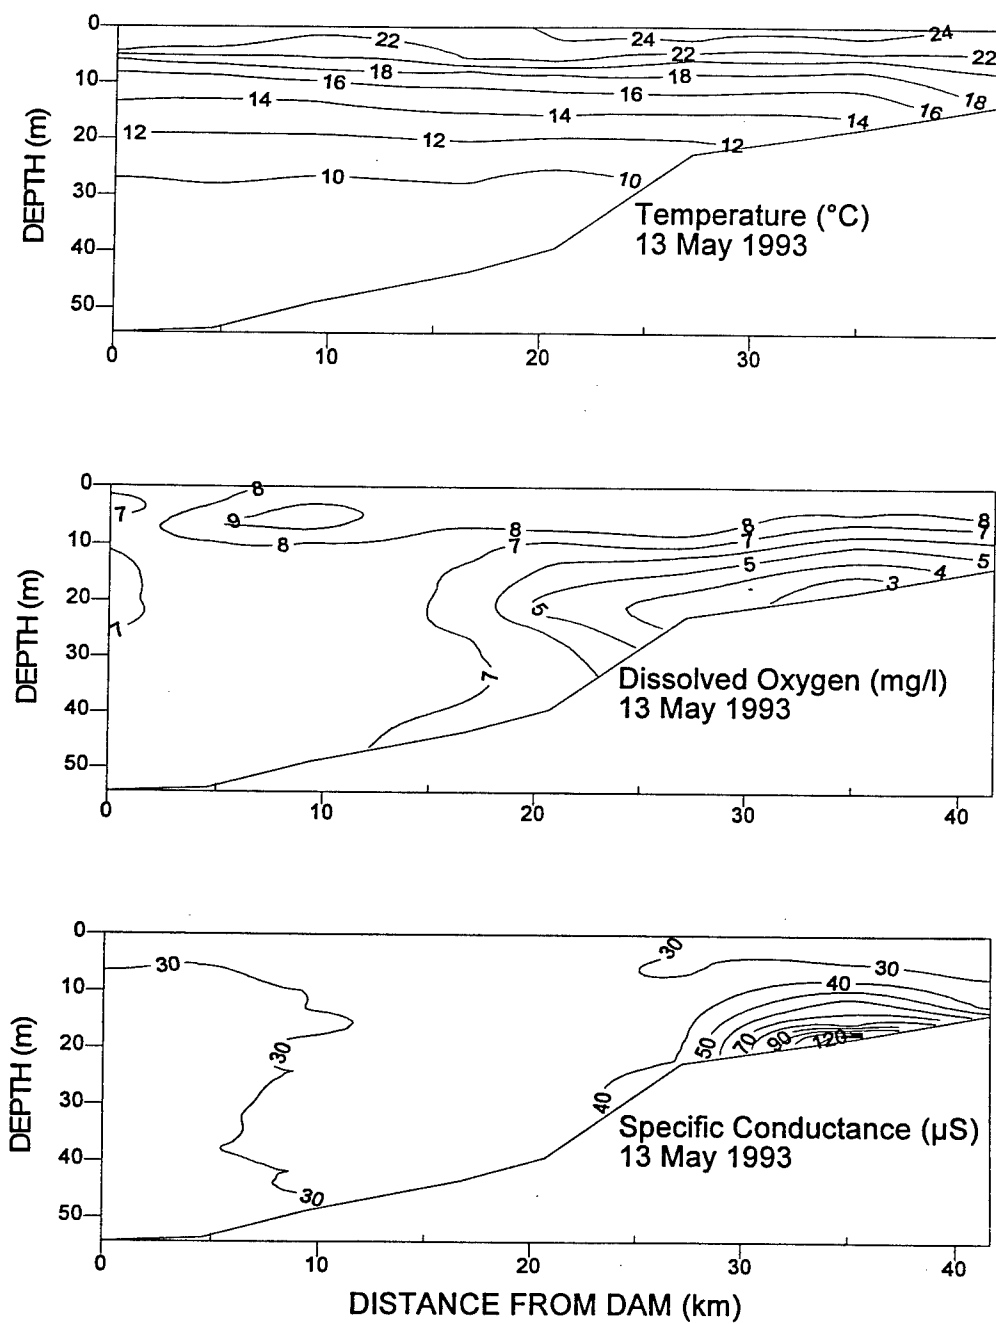 0
10
20
30
40
50
DEPTH (m)
22 24 24
22 22
18 18 18
16 16 16
14 14 14
12 12 12
10 10
Temperature (°C)
13 May 1993
0 10 20 30
0
10
20
30
40
50
DEPTH (m)
8
7 9 8 8 8 8
7 7 7
5 5
4
3
5
7
7
Dissolved Oxygen (mg/l)
13 May 1993
0 10 20 30 40
0
10
20
30
40
50
DEPTH (m)
30 30 30
40
30 50 70 90 120
40
30
Specific Conductance (µS)
13 May 1993
0 10 20 30 40
DISTANCE FROM DAM (km)